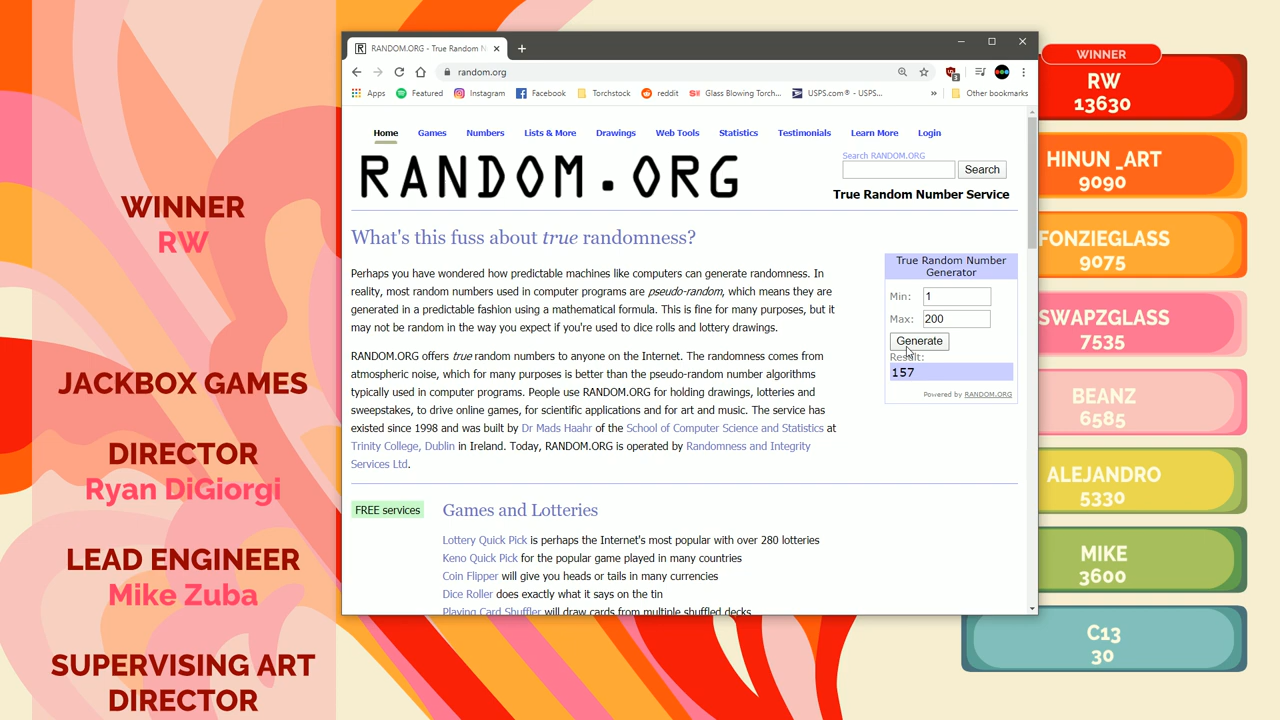 WINNER
RW
JACKBOX GAMES
DIRECTOR
Ryan DiGiorgi
LEAD ENGINEER
Mike Zuba
SUPERVISING ART
DIRECTOR
RANDOM.ORG - True Random N
random.org
Apps Featured Instagram Facebook Torchstock reddit Glass Blowing Torch... USPS.com® - USPS... » Other bookmarks
Home Games Numbers Lists & More Drawings Web Tools Statistics Testimonials Learn More Login
RANDOM.ORG
Search RANDOM.ORG
Search
True Random Number Service
What's this fuss about true randomness?
Perhaps you have wondered how predictable machines like computers can generate randomness. In
reality, most random numbers used in computer programs are pseudo-random, which means they are
generated in a predictable fashion using a mathematical formula. This is fine for many purposes, but it
may not be random in the way you expect if you're used to dice rolls and lottery drawings.
RANDOM.ORG offers true random numbers to anyone on the Internet. The randomness comes from
atmospheric noise, which for many purposes is better than the pseudo-random number algorithms
typically used in computer programs. People use RANDOM.ORG for holding drawings, lotteries and
sweepstakes, to drive online games, for scientific applications and for art and music. The service has
existed since 1998 and was built by Dr Mads Haahr of the School of Computer Science and Statistics at
Trinity College, Dublin in Ireland. Today, RANDOM.ORG is operated by Randomness and Integrity
Services Ltd.
True Random Number
Generator
Min: 1
Max: 200
Generate
Result:
157
Powered by RANDOM.ORG
FREE services
Games and Lotteries
Lottery Quick Pick is perhaps the Internet's most popular with over 280 lotteries
Keno Quick Pick for the popular game played in many countries
Coin Flipper will give you heads or tails in many currencies
Dice Roller does exactly what it says on the tin
Playing Card Shuffler will draw cards from multiple shuffled decks
WINNER
RW
13630
HINUN _ART
9090
FONZIEGLASS
9075
SWAPZGLASS
7535
BEANZ
6585
ALEJANDRO
5330
MIKE
3600
C13
30